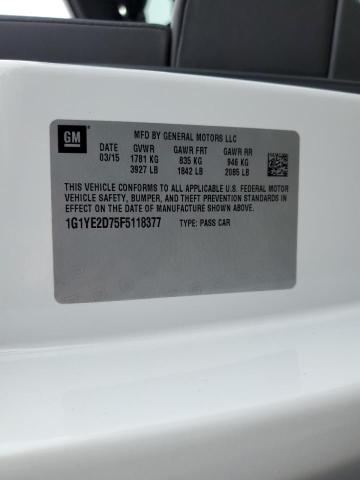 GM
MFD BY GENERAL MOTORS LLC
03/15 GVWR GAWR FRT GAWR RR
1781 KG 835 KG 946 KG
3927 LB 1842 LB 2085 LB
THIS VEHICLE CONFORMS TO ALL APPLICABLE U.S. FEDERAL MOTOR
VEHICLE SAFETY, BUMPER, AND THEFT PREVENTION STANDARDS
IN EFFECT ON THE DATE OF MANUFACTURE SHOWN ABOVE.
1G1YE2D75F5118377 TYPE: PASS CAR